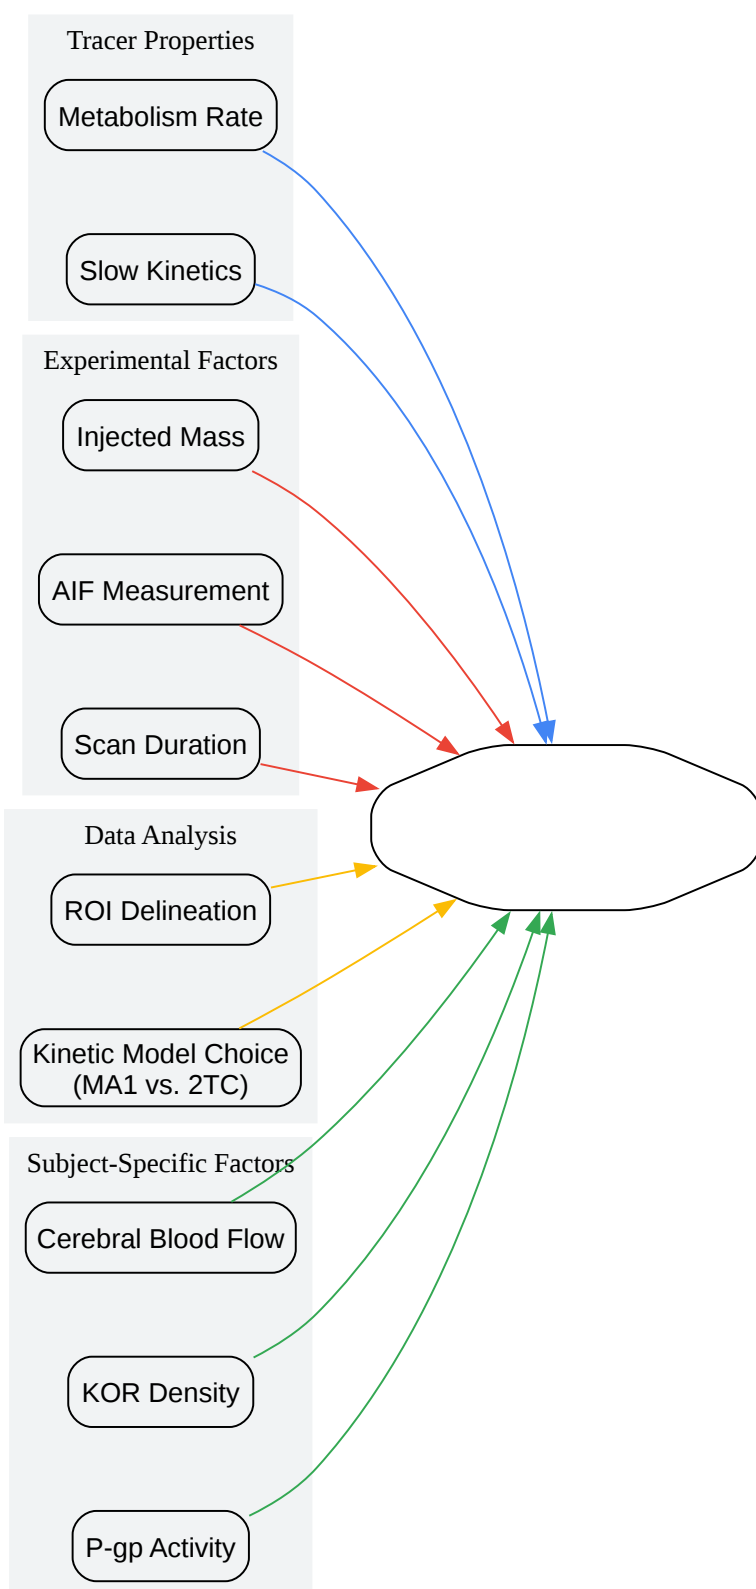 Tracer Properties
Metabolism Rate
Slow Kinetics
Experimental Factors
Injected Mass
AIF Measurement
Scan Duration
Data Analysis
ROI Delineation
Kinetic Model Choice
(MA1 vs. 2TC)
Subject-Specific Factors
Cerebral Blood Flow
KOR Density
P-gp Activity